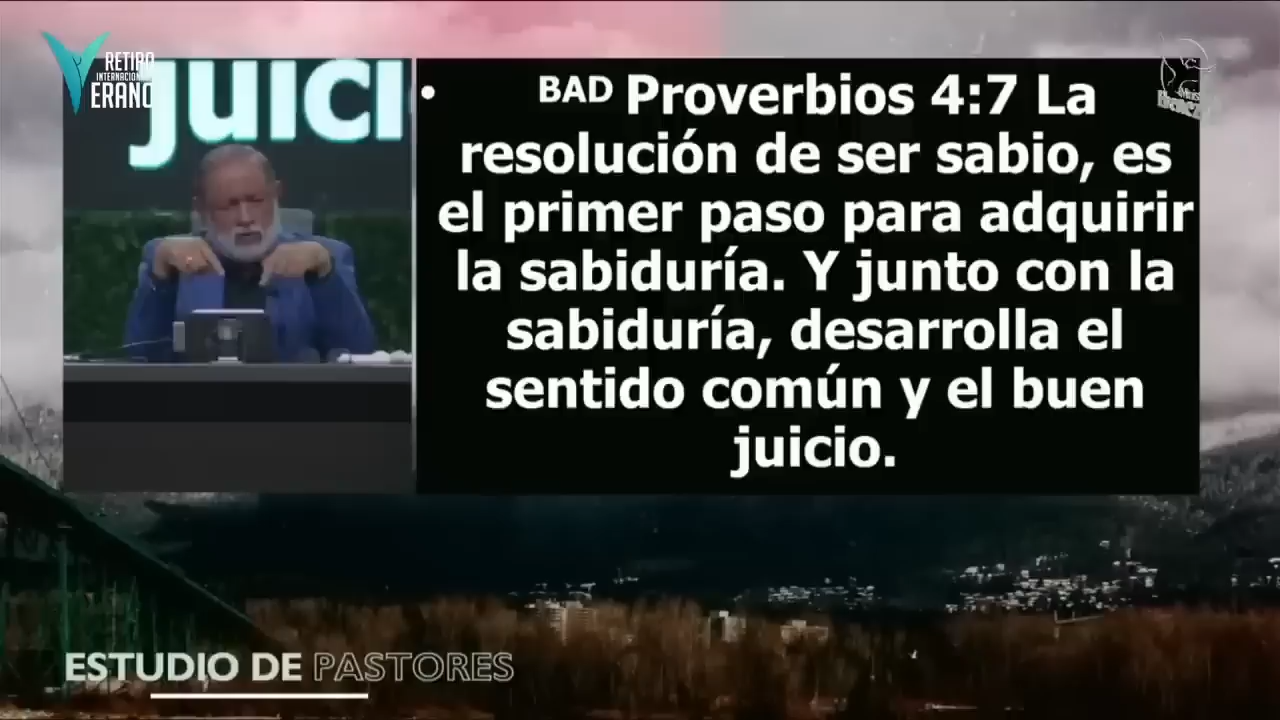 RETIRO
INTERNACIONAL
ERANO
juici
• BAD Proverbios 4:7 La
resolución de ser sabio, es
el primer paso para adquirir
la sabiduría. Y junto con la
sabiduría, desarrolla el
sentido común y el buen
juicio.
ESTUDIO DE PASTORES